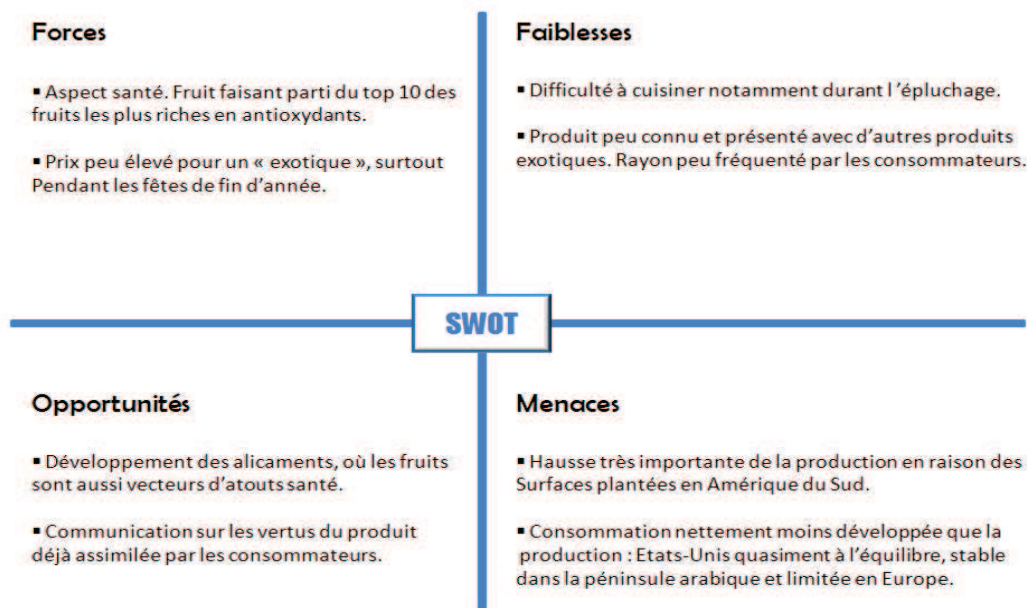 Forces
▪ Aspect santé. Fruit faisant parti du top 10 des
fruits les plus riches en antioxydants.
▪ Prix peu élevé pour un « exotique », surtout
Pendant les fêtes de fin d'année.
Faiblesses
▪ Difficulté à cuisiner notamment durant l 'épluchage.
▪ Produit peu connu et présenté avec d'autres produits
exotiques. Rayon peu fréquenté par les consommateurs.
SWOT
Opportunités
▪ Développement des alicaments, où les fruits
sont aussi vecteurs d'atouts santé.
▪ Communication sur les vertus du produit
déjà assimilée par les consommateurs.
Menaces
▪ Hausse très importante de la production en raison des
Surfaces plantées en Amérique du Sud.
▪ Consommation nettement moins développée que la
production : Etats-Unis quasiment à l'équilibre, stable
dans la péninsule arabique et limitée en Europe.